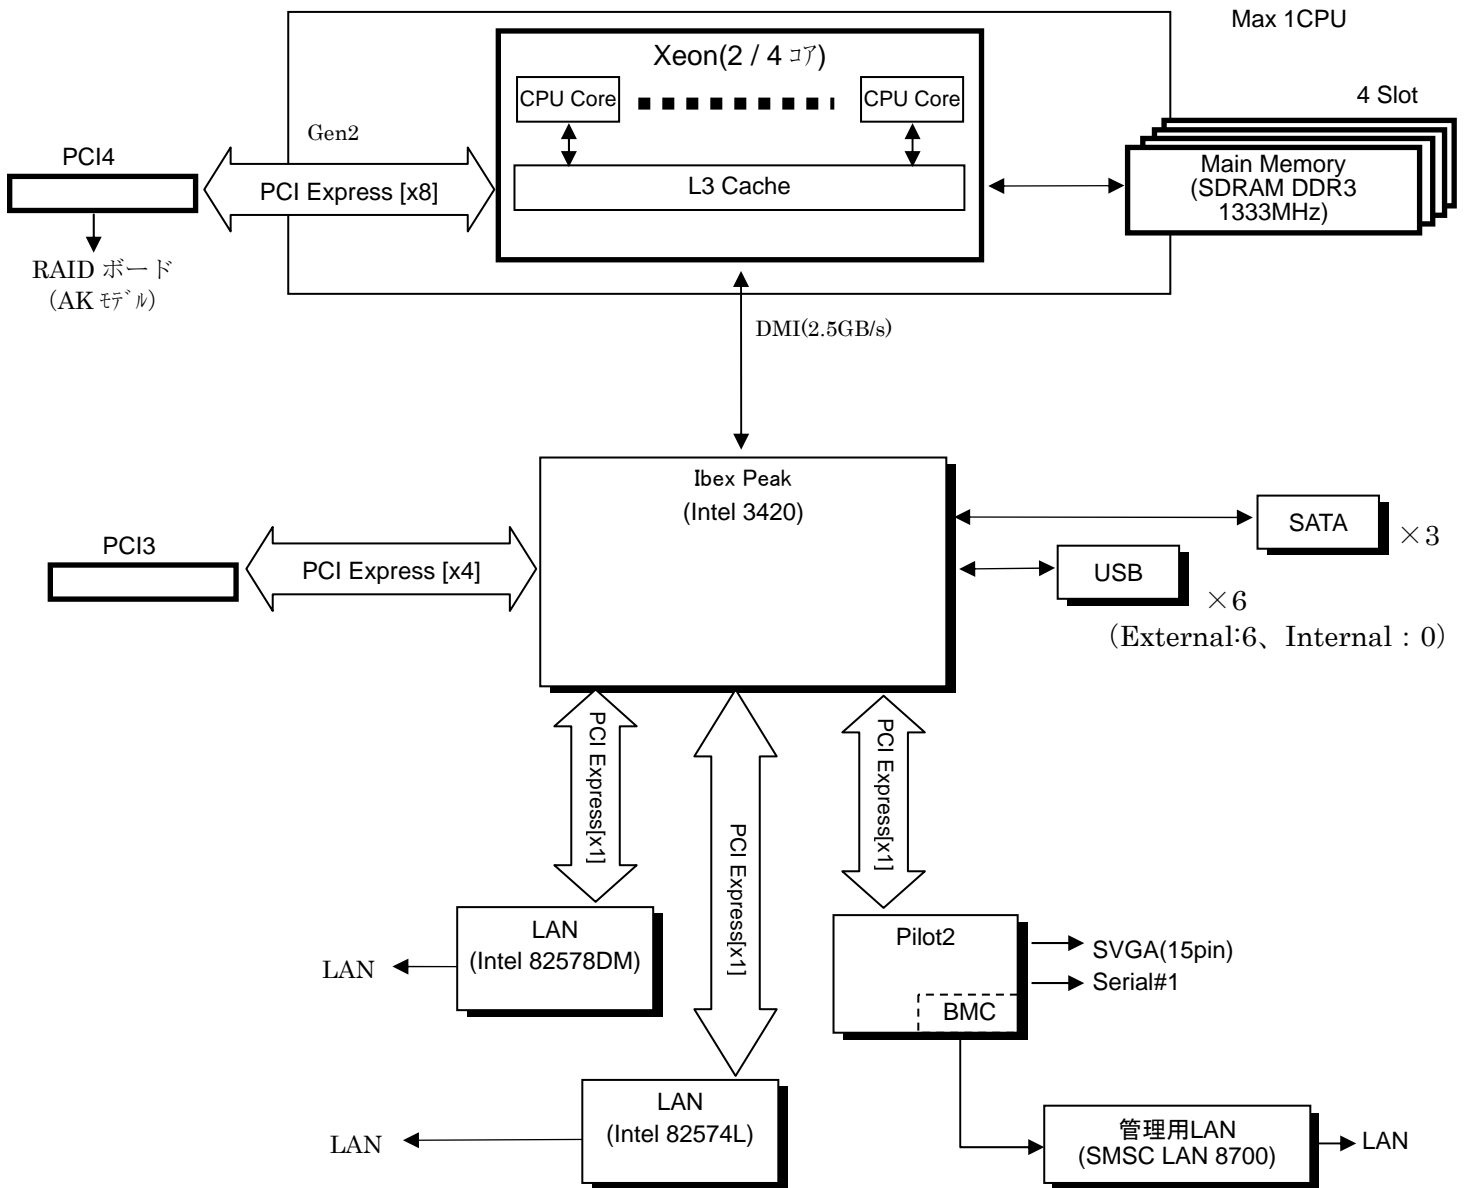 Max 1CPU
Xeon(2 / 4 ｺｱ)
CPU Core
CPU Core
4 Slot
Gen2
PCI4
PCI Express [x8]
L3 Cache
Main Memory
(SDRAM DDR3
1333MHz)
RAID ボード
(AK ﾓﾃﾞﾙ)
DMI(2.5GB/s)
Ibex Peak
(Intel 3420)
SATA
×3
PCI3
PCI Express [x4]
USB
×6
(External:6、Internal：0)
PCI Express[x1]
PCI Express[x1]
PCI Express[x1]
LAN
(Intel 82578DM)
LAN
Pilot2
SVGA(15pin)
Serial#1
BMC
LAN
(Intel 82574L)
LAN
管理用LAN
(SMSC LAN 8700)
LAN